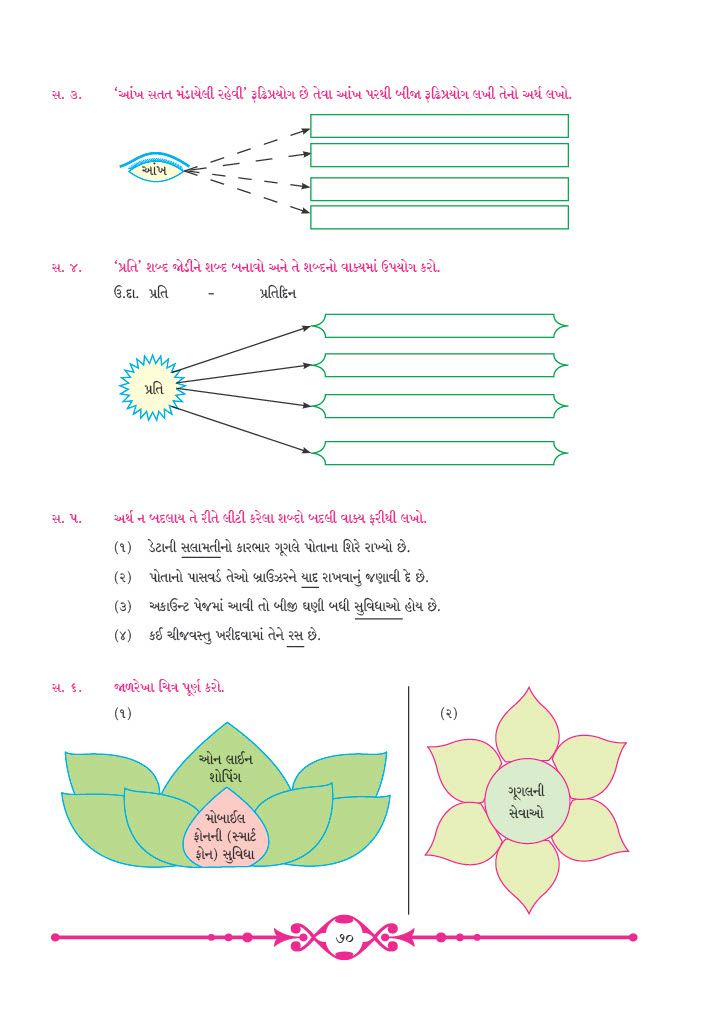 સ. ૩. ‘આંખ સતત મંડાયેલી રહેવી’ રૂઢિપ્રયોગ છે તેવા આંખ પરથી બીજા રૂઢિપ્રયોગ લખી તેનો અર્થ લખો.
આંખ
સ. ૪. ‘પ્રતિ’ શબ્દ જોડીને શબ્દ બનાવો અને તે શબ્દનો વાક્યમાં ઉપયોગ કરો.
ઉ.દા. પ્રતિ - પ્રતિદિન
પ્રતિ
સ. ૫. અર્થ ન બદલાય તે રીતે લીટી કરેલા શબ્દો બદલી વાક્ય ફરીથી લખો.
(૧) ડેટાની સલામતીનો કારભાર ગૂગલે પોતાના શિરે રાખ્યો છે.
(૨) પોતાનો પાસવર્ડ તેઓ બ્રાઉઝરને યાદ રાખવાનું જણાવી દે છે.
(૩) અકાઉન્ટ પેજમાં આવી તો બીજી ઘણી બધી સુવિધાઓ હોય છે.
(૪) કઈ ચીજવસ્તુ ખરીદવામાં તેને રસ છે.
સ. ૬. જાળરેખા ચિત્ર પૂર્ણ કરો.
(૧)
ઓન લાઈન
શોપિંગ
મોબાઈલ
ફોનની (સ્માર્ટ
ફોન) સુવિધા
(૨)
ગૂગલની
સેવાઓ
૭૦